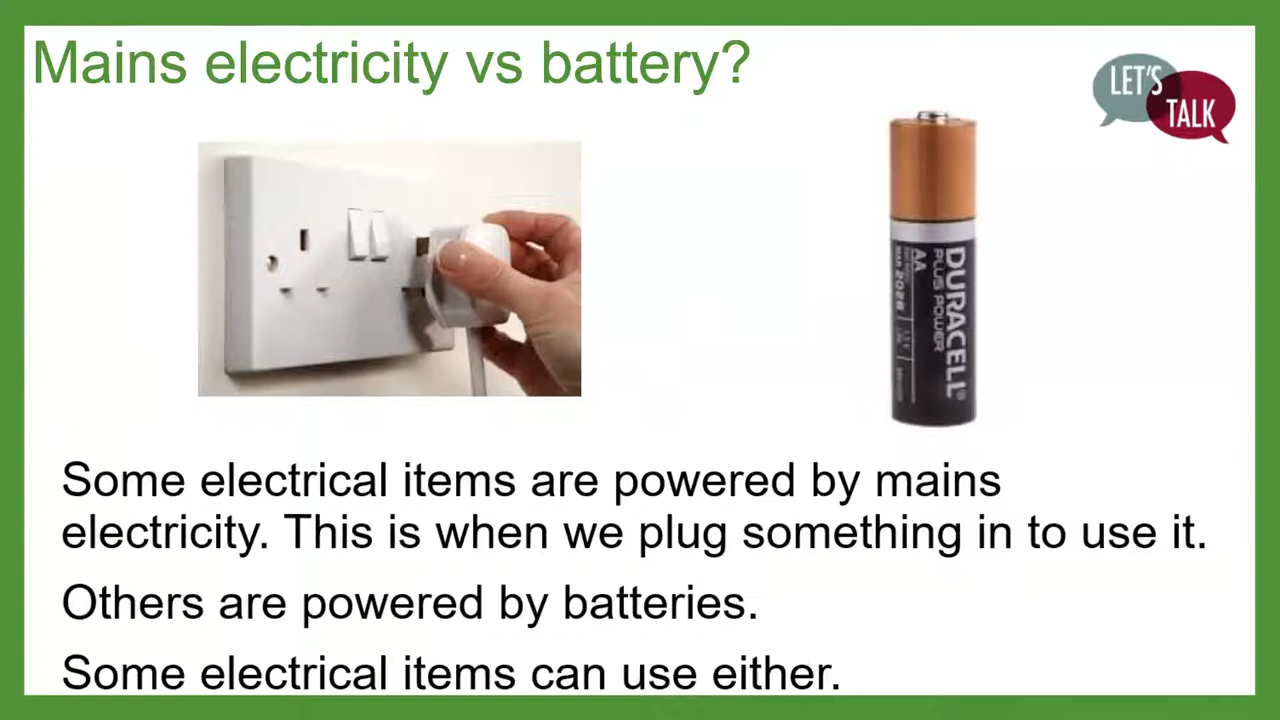 Mains electricity vs battery?
LET'S
TALK
DURACELL®
PLUS POWER
AA
MAR 2028
Some electrical items are powered by mains
electricity. This is when we plug something in to use it.
Others are powered by batteries.
Some electrical items can use either.